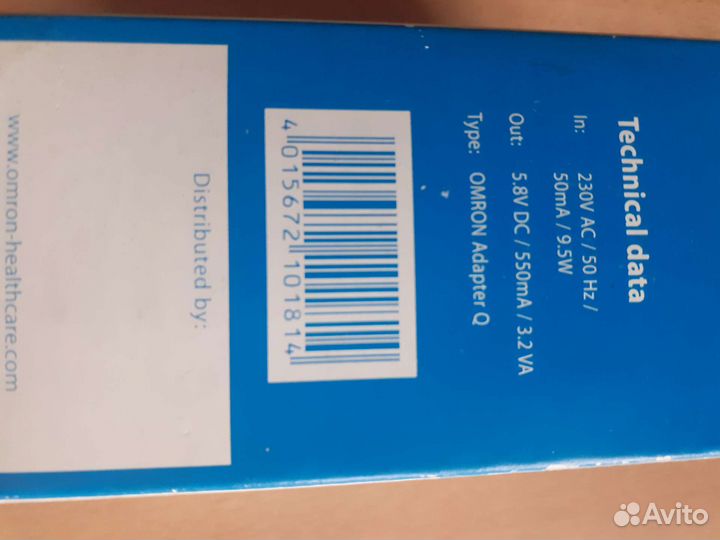 Technical data
In: 230V AC / 50 Hz /
50mA / 9.5W
Out: 5.8V DC / 550mA / 3.2 VA
Type: OMRON Adapter Q
4 015672 101814
Distributed by:
www.omron-healthcare.com
Avito